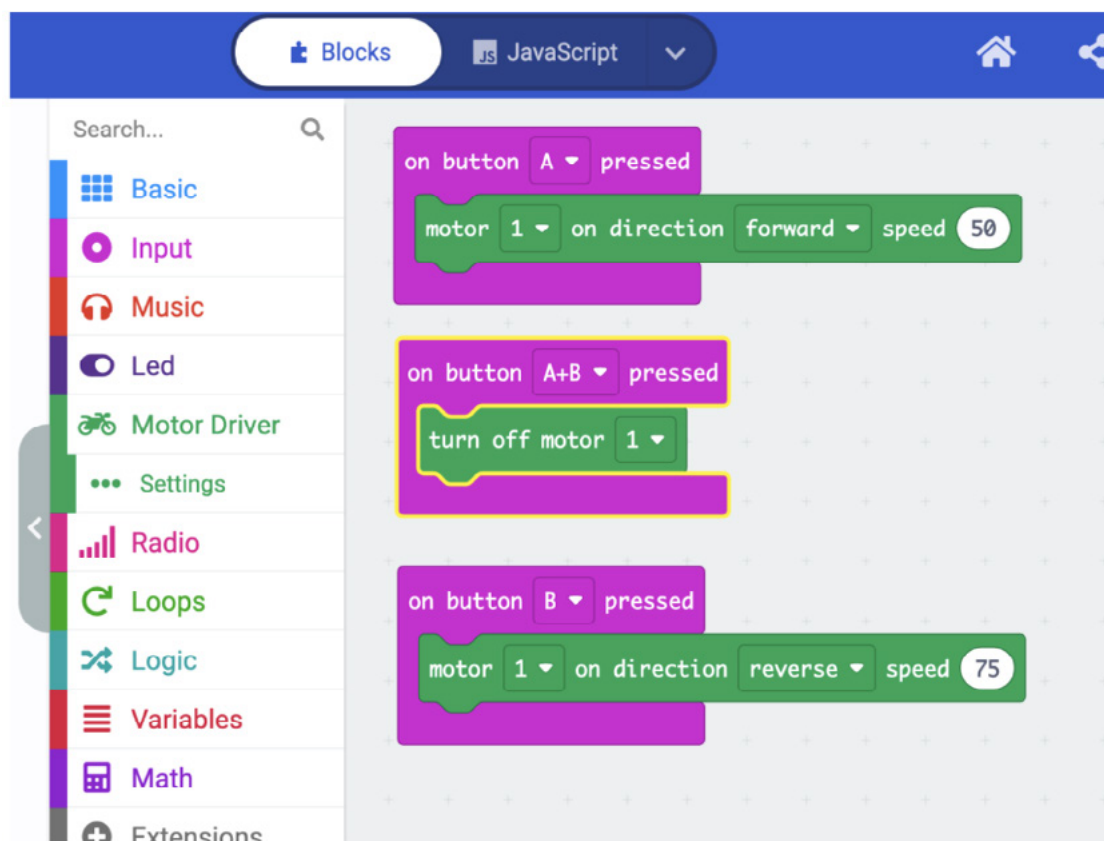 Blocks
JS JavaScript
Search...
Basic
Input
Music
Led
Motor Driver
Settings
Radio
Loops
Logic
Variables
Math
Extensions
on button A pressed
motor 1 on direction forward speed 50
on button A+B pressed
turn off motor 1
on button B pressed
motor 1 on direction reverse speed 75